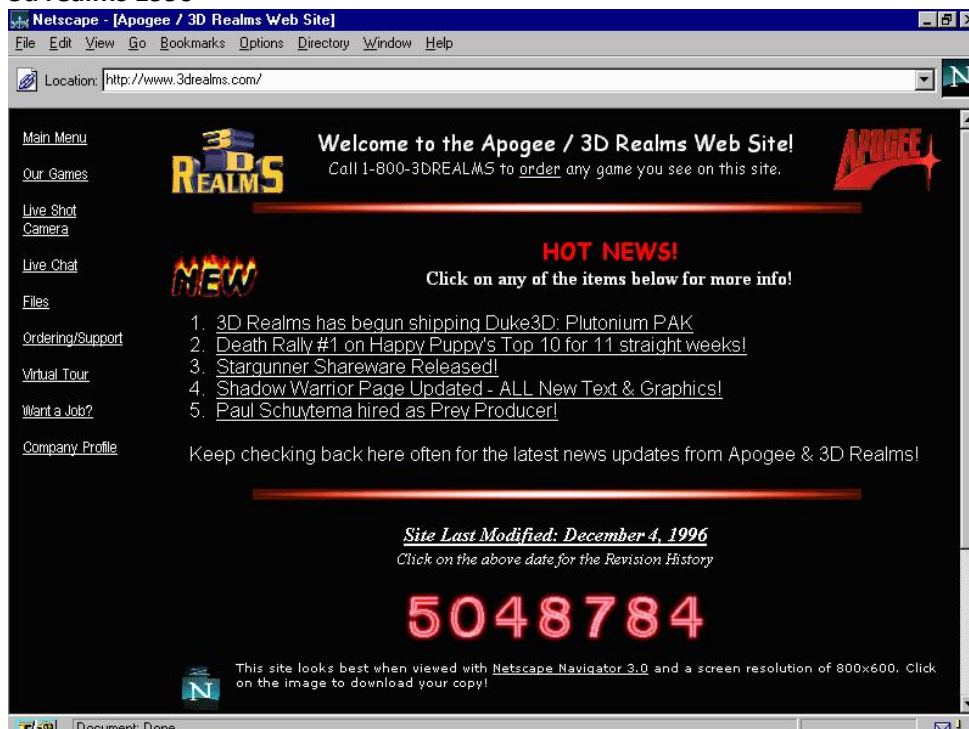 Netscape - [Apogee / 3D Realms Web Site]
File Edit View Go Bookmarks Options Directory Window Help
Location: http://www.3drealms.com/
N
Main Menu
Our Games
Live Shot
Camera
Live Chat
Files
Ordering/Support
Virtual Tour
Want a Job?
Company Profile
3D
REALMS
Welcome to the Apogee / 3D Realms Web Site!
Call 1-800-3DREALMS to order any game you see on this site.
APOGEE
NEW
HOT NEWS!
Click on any of the items below for more info!
1. 3D Realms has begun shipping Duke3D: Plutonium PAK
2. Death Rally #1 on Happy Puppy's Top 10 for 11 straight weeks!
3. Stargunner Shareware Released!
4. Shadow Warrior Page Updated - ALL New Text & Graphics!
5. Paul Schuytema hired as Prey Producer!
Keep checking back here often for the latest news updates from Apogee & 3D Realms!
Site Last Modified: December 4, 1996
Click on the above date for the Revision History
5048784
N
This site looks best when viewed with Netscape Navigator 3.0 and a screen resolution of 800x600. Click
on the image to download your copy!
Document: Done